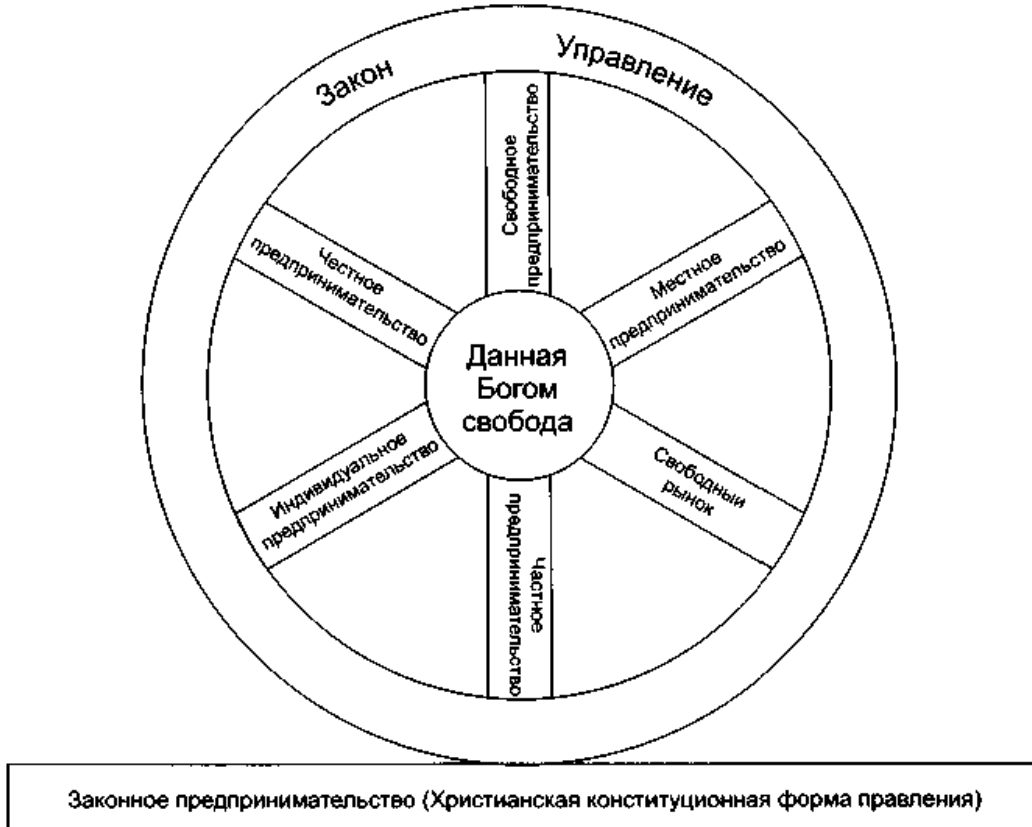 Закон
Управление
Свободное
предпринимательство
Честное
предпринимательство
Местное
предпринимательство
Данная
Богом
свобода
Индивидуальное
предпринимательство
Свободный
рынок
Частное
предпринимательство
Законное предпринимательство (Христианская конституционная форма правления)